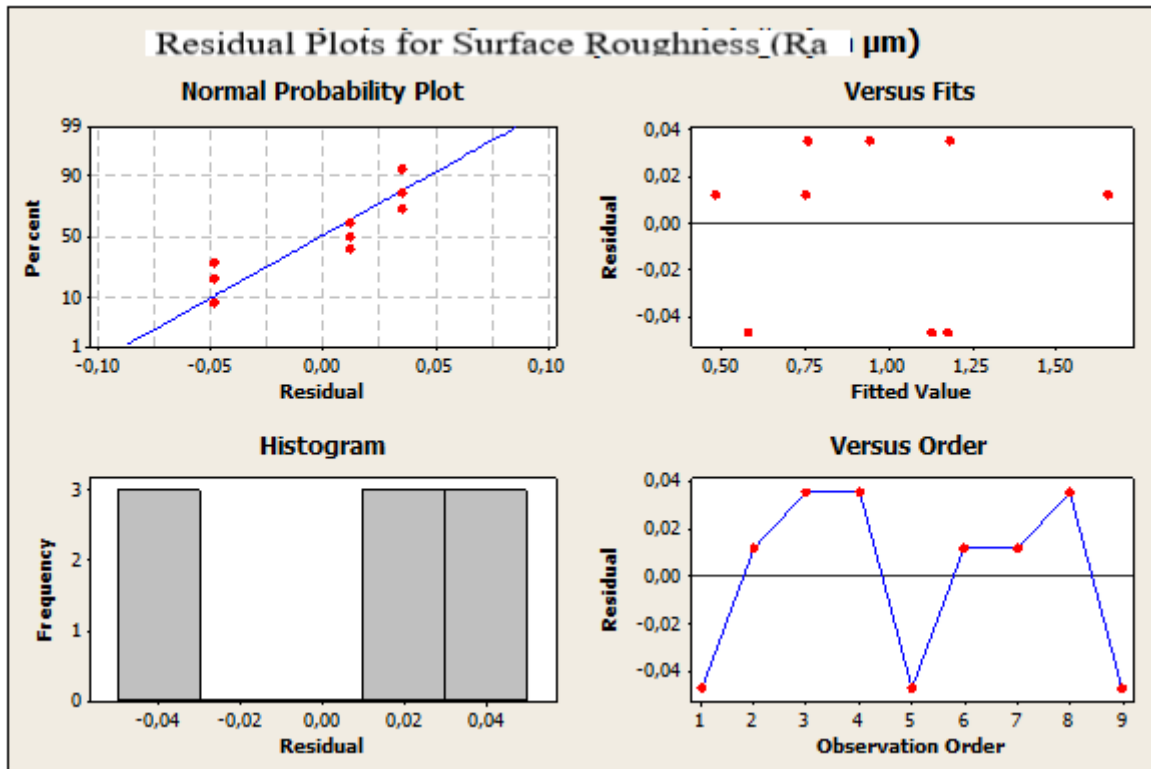 Residual Plots for Surface Roughness (Ra µm)
Normal Probability Plot
Versus Fits
99
90
50
10
1
Percent
-0,10 -0,05 0,00 0,05 0,10
Residual
0,04
0,02
0,00
-0,02
-0,04
Residual
0,50 0,75 1,00 1,25 1,50
Fitted Value
Histogram
Versus Order
3
2
1
0
Frequency
-0,04 -0,02 0,00 0,02 0,04
Residual
0,04
0,02
0,00
-0,02
-0,04
Residual
1 2 3 4 5 6 7 8 9
Observation Order